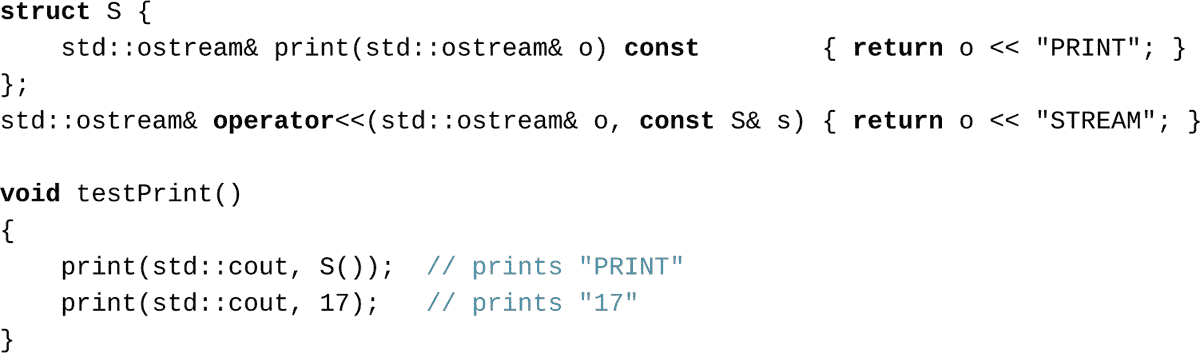 struct S {
    std::ostream& print(std::ostream& o) const        { return o << "PRINT"; }
};
std::ostream& operator<<(std::ostream& o, const S& s) { return o << "STREAM"; }

void testPrint()
{
    print(std::cout, S());  // prints "PRINT"
    print(std::cout, 17);   // prints "17"
}